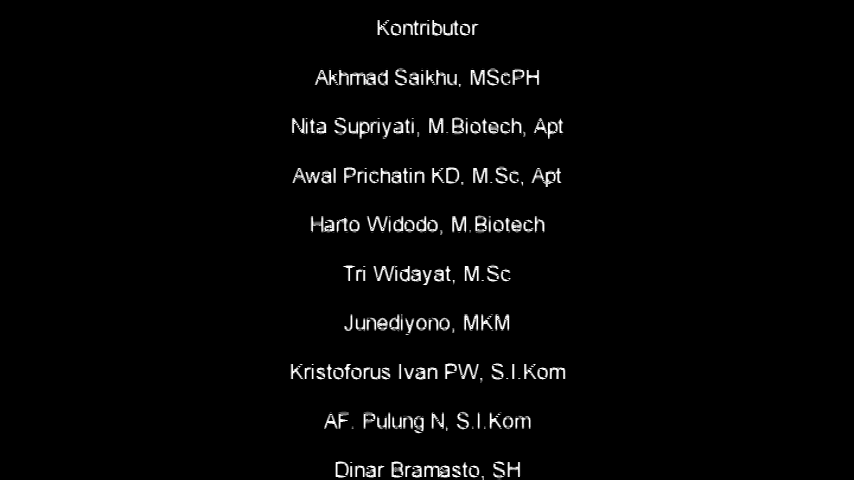 Kontributor
Akhmad Saikhu, MScPH
Nita Supriyati, M.Biotech, Apt
Awal Prichatin KD, M.Sc, Apt
Harto Widodo, M.Biotech
Tri Widayat, M.Sc
Junediyono, MKM
Kristoforus Ivan PW, S.I.Kom
AF. Pulung N, S.I.Kom
Dinar Bramasto, SH